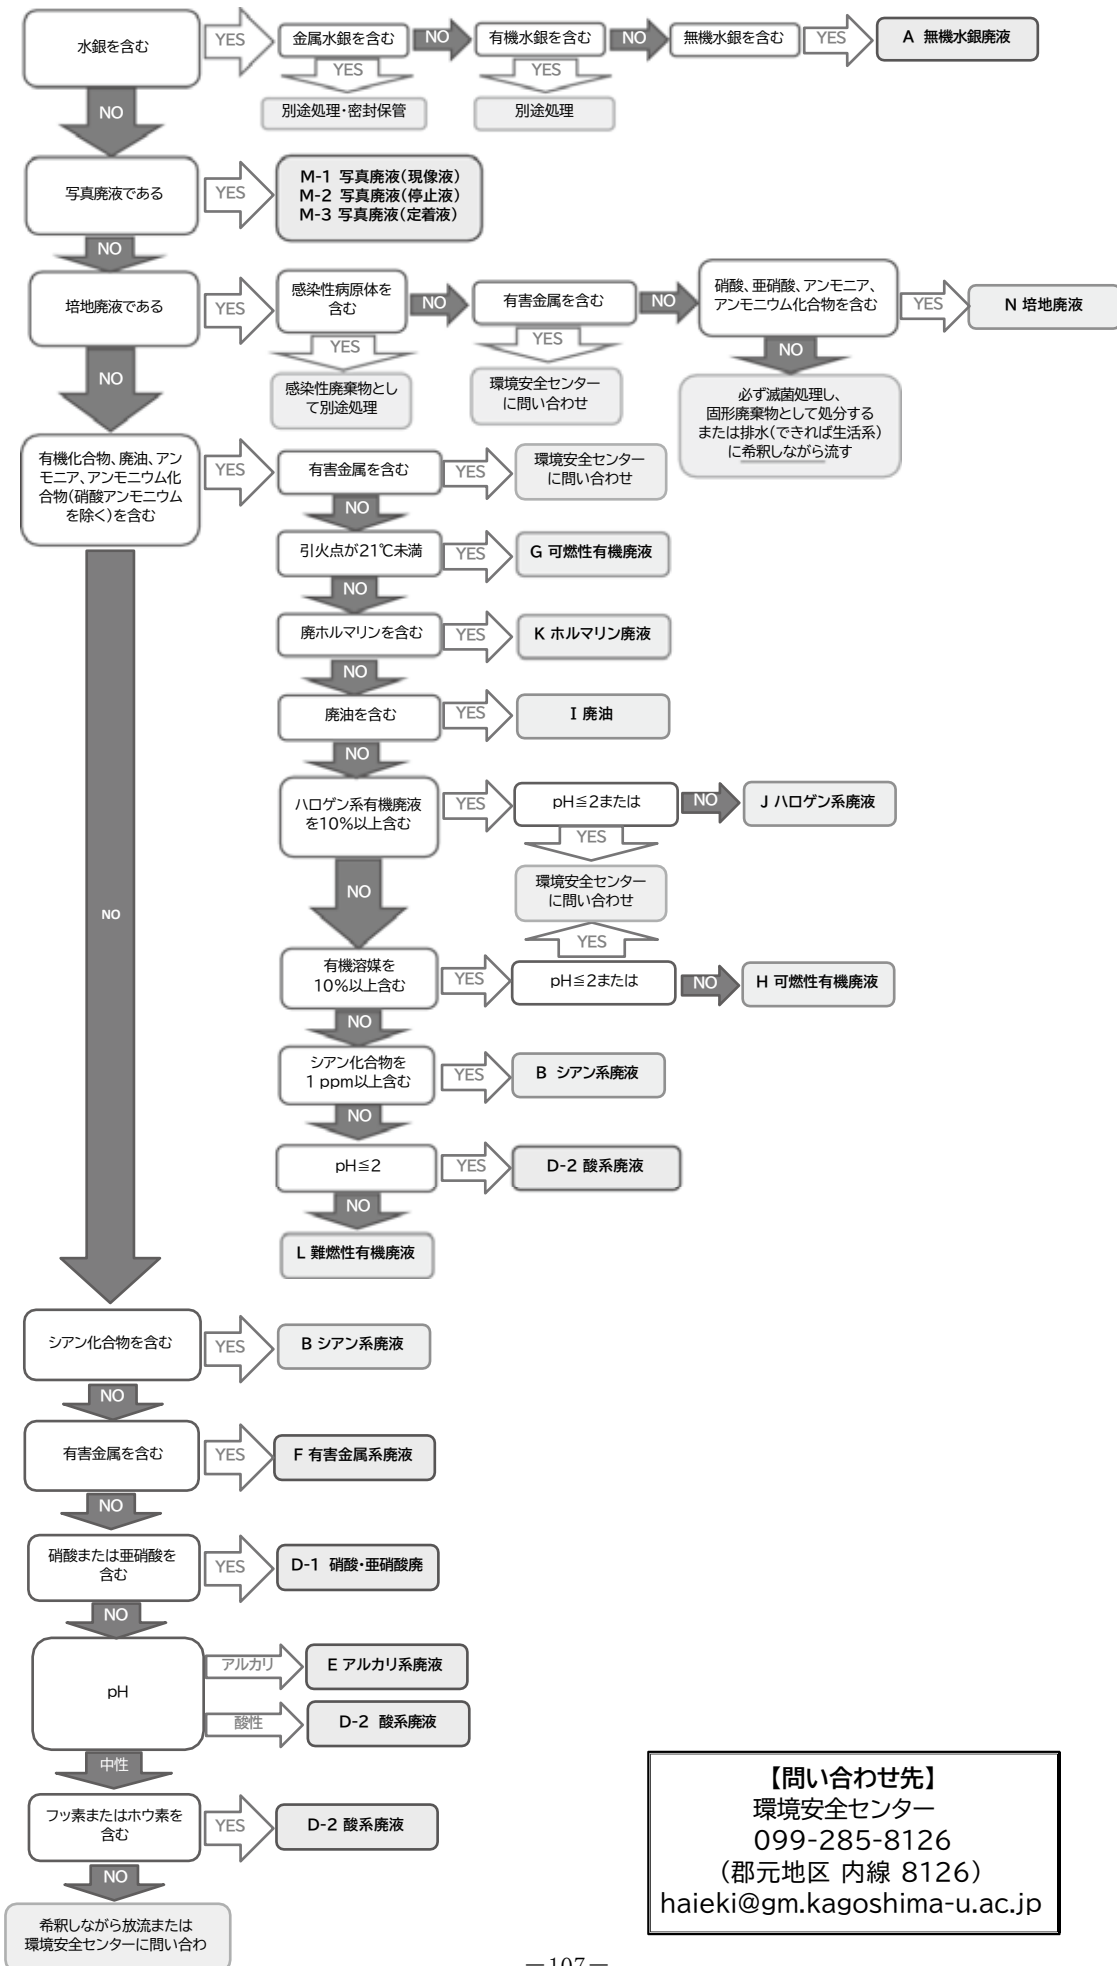 水銀を含む
YES
金属水銀を含む
NO
有機水銀を含む
NO
無機水銀を含む
YES
A 無機水銀廃液
YES
YES
別途処理・密封保管
別途処理
NO
写真廃液である
YES
M-1 写真廃液(現像液)
M-2 写真廃液(停止液)
M-3 写真廃液(定着液)
NO
培地廃液である
YES
感染性病原体を
含む
NO
有害金属を含む
NO
硝酸、亜硝酸、アンモニア、
アンモニウム化合物を含む
YES
N 培地廃液
YES
YES
NO
感染性廃棄物とし
て別途処理
環境安全センター
に問い合わせ
必ず滅菌処理し、
固形廃棄物として処分する
または排水(できれば生活系)
に希釈しながら流す
NO
有機化合物、廃油、アン
モニア、アンモニウム化
合物(硝酸アンモニウム
を除く)を含む
YES
有害金属を含む
YES
環境安全センター
に問い合わせ
NO
引火点が21℃未満
YES
G 可燃性有機廃液
NO
廃ホルマリンを含む
YES
K ホルマリン廃液
NO
廃油を含む
YES
I 廃油
NO
ハロゲン系有機廃液
を10%以上含む
YES
pH≦2または
NO
J ハロゲン系廃液
YES
環境安全センター
に問い合わせ
NO
YES
有機溶媒を
10%以上含む
YES
pH≦2または
NO
H 可燃性有機廃液
NO
シアン化合物を
1 ppm以上含む
YES
B シアン系廃液
NO
pH≦2
YES
D-2 酸系廃液
NO
L 難燃性有機廃液
NO
シアン化合物を含む
YES
B シアン系廃液
NO
有害金属を含む
YES
F 有害金属系廃液
NO
硝酸または亜硝酸を
含む
YES
D-1 硝酸・亜硝酸廃
NO
pH
アルカリ
E アルカリ系廃液
酸性
D-2 酸系廃液
中性
フッ素またはホウ素を
含む
YES
D-2 酸系廃液
NO
希釈しながら放流または
環境安全センターに問い合わ
【問い合わせ先】
環境安全センター
099-285-8126
(郡元地区 内線 8126)
haieki@gm.kagoshima-u.ac.jp
—107—